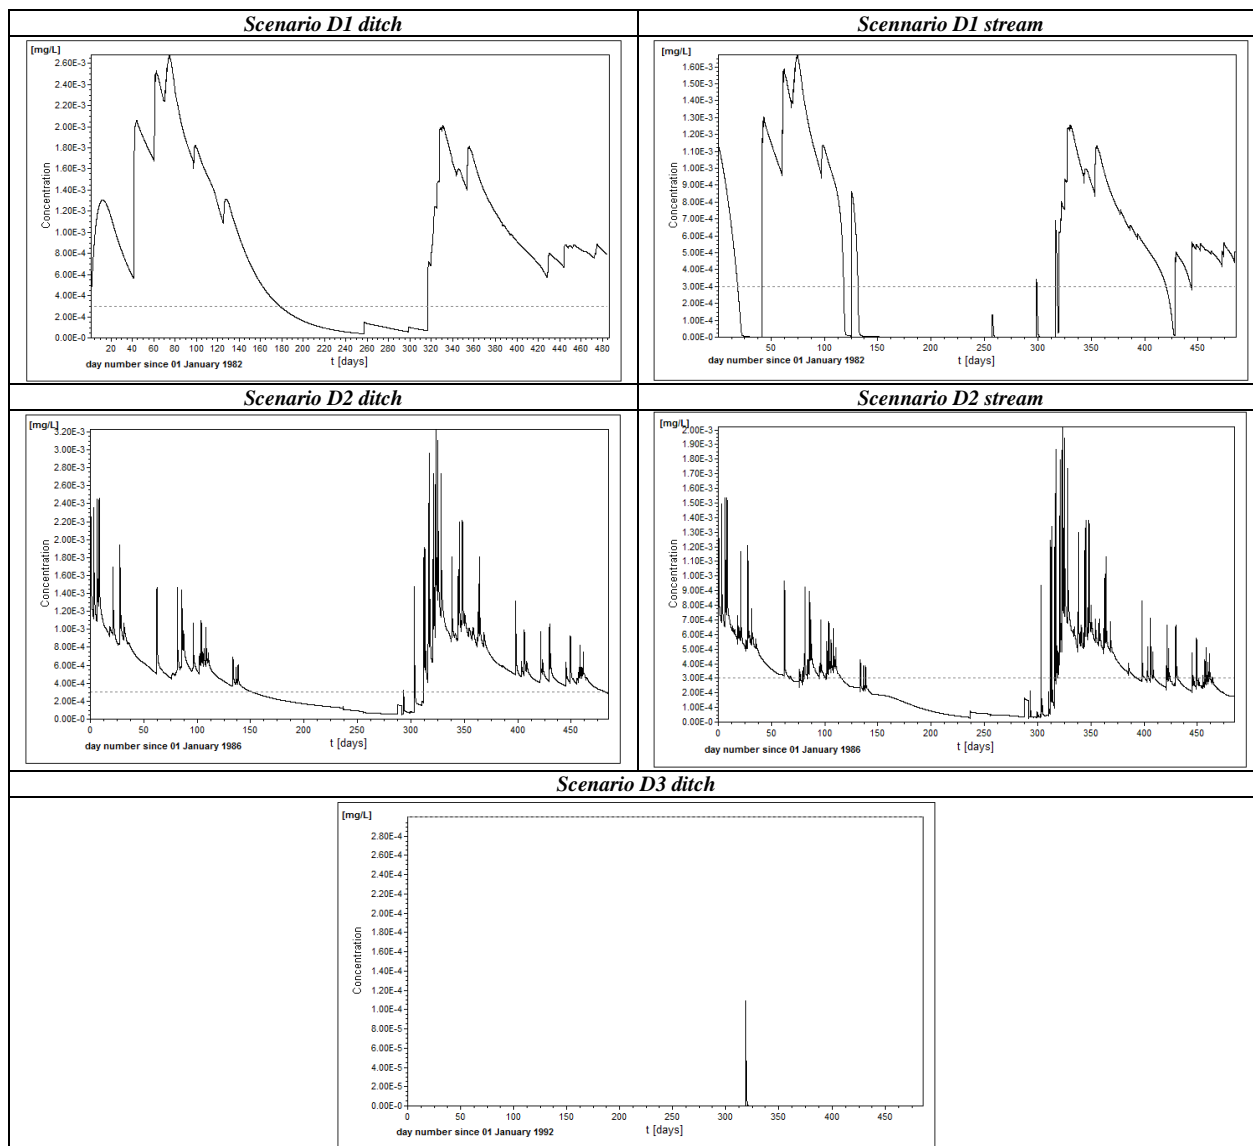 Scenario D1 ditch
Scennario D1 stream
[mg/L]
2.60E-3
2.40E-3
2.20E-3
2.00E-3
1.80E-3
1.60E-3
1.40E-3
1.20E-3
1.00E-3
8.00E-4
6.00E-4
4.00E-4
2.00E-4
0.00E-0
Concentration
20 40 60 80 100 120 140 160 180 200 220 240 260 280 300 320 340 360 380 400 420 440 460 484
t [days]
day number since 01 January 1982
[mg/L]
1.60E-3
1.50E-3
1.40E-3
1.30E-3
1.20E-3
1.10E-3
1.00E-3
9.00E-4
8.00E-4
7.00E-4
6.00E-4
5.00E-4
4.00E-4
3.00E-4
2.00E-4
1.00E-4
0.00E-0
Concentration
50 100 150 200 250 300 350 400 450
t [days]
day number since 01 January 1982
Scenario D2 ditch
Scennario D2 stream
[mg/L]
3.20E-3
3.00E-3
2.80E-3
2.60E-3
2.40E-3
2.20E-3
2.00E-3
1.80E-3
1.60E-3
1.40E-3
1.20E-3
1.00E-3
8.00E-4
6.00E-4
4.00E-4
2.00E-4
0.00E-0
Concentration
0 50 100 150 200 250 300 350 400 450
t [days]
day number since 01 January 1986
[mg/L]
2.00E-3
1.90E-3
1.80E-3
1.70E-3
1.60E-3
1.50E-3
1.40E-3
1.30E-3
1.20E-3
1.10E-3
1.00E-3
9.00E-4
8.00E-4
7.00E-4
6.00E-4
5.00E-4
4.00E-4
3.00E-4
2.00E-4
1.00E-4
0.00E-0
Concentration
0 50 100 150 200 250 300 350 400 450
t [days]
day number since 01 January 1986
Scenario D3 ditch
[mg/L]
2.80E-4
2.60E-4
2.40E-4
2.20E-4
2.00E-4
1.80E-4
1.60E-4
1.40E-4
1.20E-4
1.00E-4
8.00E-5
6.00E-5
4.00E-5
2.00E-5
0.00E-0
Concentration
0 50 100 150 200 250 300 350 400 450
t [days]
day number since 01 January 1992